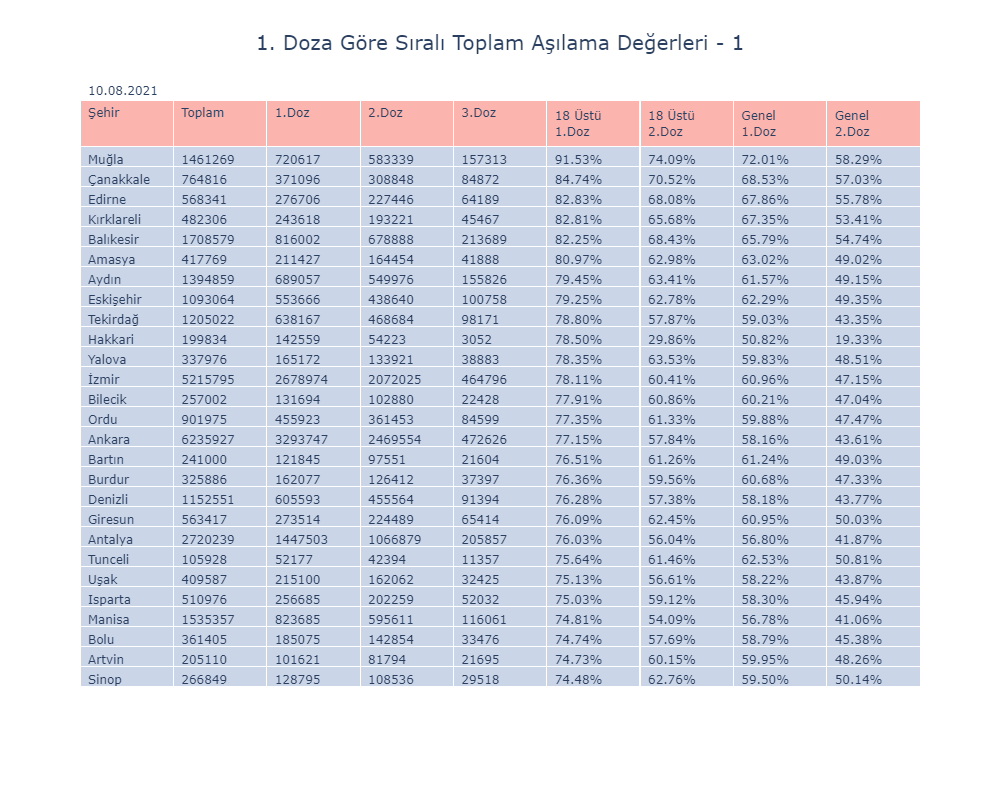 1. Doza Göre Sıralı Toplam Aşılama Değerleri - 1
10.08.2021
Şehir Toplam 1.Doz 2.Doz 3.Doz 18 Üstü 1.Doz 18 Üstü 2.Doz Genel 1.Doz Genel 2.Doz
Muğla 1461269 720617 583339 157313 91.53% 74.09% 72.01% 58.29%
Çanakkale 764816 371096 308848 84872 84.74% 70.52% 68.53% 57.03%
Edirne 568341 276706 227446 64189 82.83% 68.08% 67.86% 55.78%
Kırklareli 482306 243618 193221 45467 82.81% 65.68% 67.35% 53.41%
Balıkesir 1708579 816002 678888 213689 82.25% 68.43% 65.79% 54.74%
Amasya 417769 211427 164454 41888 80.97% 62.98% 63.02% 49.02%
Aydın 1394859 689057 549976 155826 79.45% 63.41% 61.57% 49.15%
Eskişehir 1093064 553666 438640 100758 79.25% 62.78% 62.29% 49.35%
Tekirdağ 1205022 638167 468684 98171 78.80% 57.87% 59.03% 43.35%
Hakkari 199834 142559 54223 3052 78.50% 29.86% 50.82% 19.33%
Yalova 337976 165172 133921 38883 78.35% 63.53% 59.83% 48.51%
İzmir 5215795 2678974 2072025 464796 78.11% 60.41% 60.96% 47.15%
Bilecik 257002 131694 102880 22428 77.91% 60.86% 60.21% 47.04%
Ordu 901975 455923 361453 84599 77.35% 61.33% 59.88% 47.47%
Ankara 6235927 3293747 2469554 472626 77.15% 57.84% 58.16% 43.61%
Bartın 241000 121845 97551 21604 76.51% 61.26% 61.24% 49.03%
Burdur 325886 162077 126412 37397 76.36% 59.56% 60.68% 47.33%
Denizli 1152551 605593 455564 91394 76.28% 57.38% 58.18% 43.77%
Giresun 563417 273514 224489 65414 76.09% 62.45% 60.95% 50.03%
Antalya 2720239 1447503 1066879 205857 76.03% 56.04% 56.80% 41.87%
Tunceli 105928 52177 42394 11357 75.64% 61.46% 62.53% 50.81%
Uşak 409587 215100 162062 32425 75.13% 56.61% 58.22% 43.87%
Isparta 510976 256685 202259 52032 75.03% 59.12% 58.30% 45.94%
Manisa 1535357 823685 595611 116061 74.81% 54.09% 56.78% 41.06%
Bolu 361405 185075 142854 33476 74.74% 57.69% 58.79% 45.38%
Artvin 205110 101621 81794 21695 74.73% 60.15% 59.95% 48.26%
Sinop 266849 128795 108536 29518 74.48% 62.76% 59.50% 50.14%